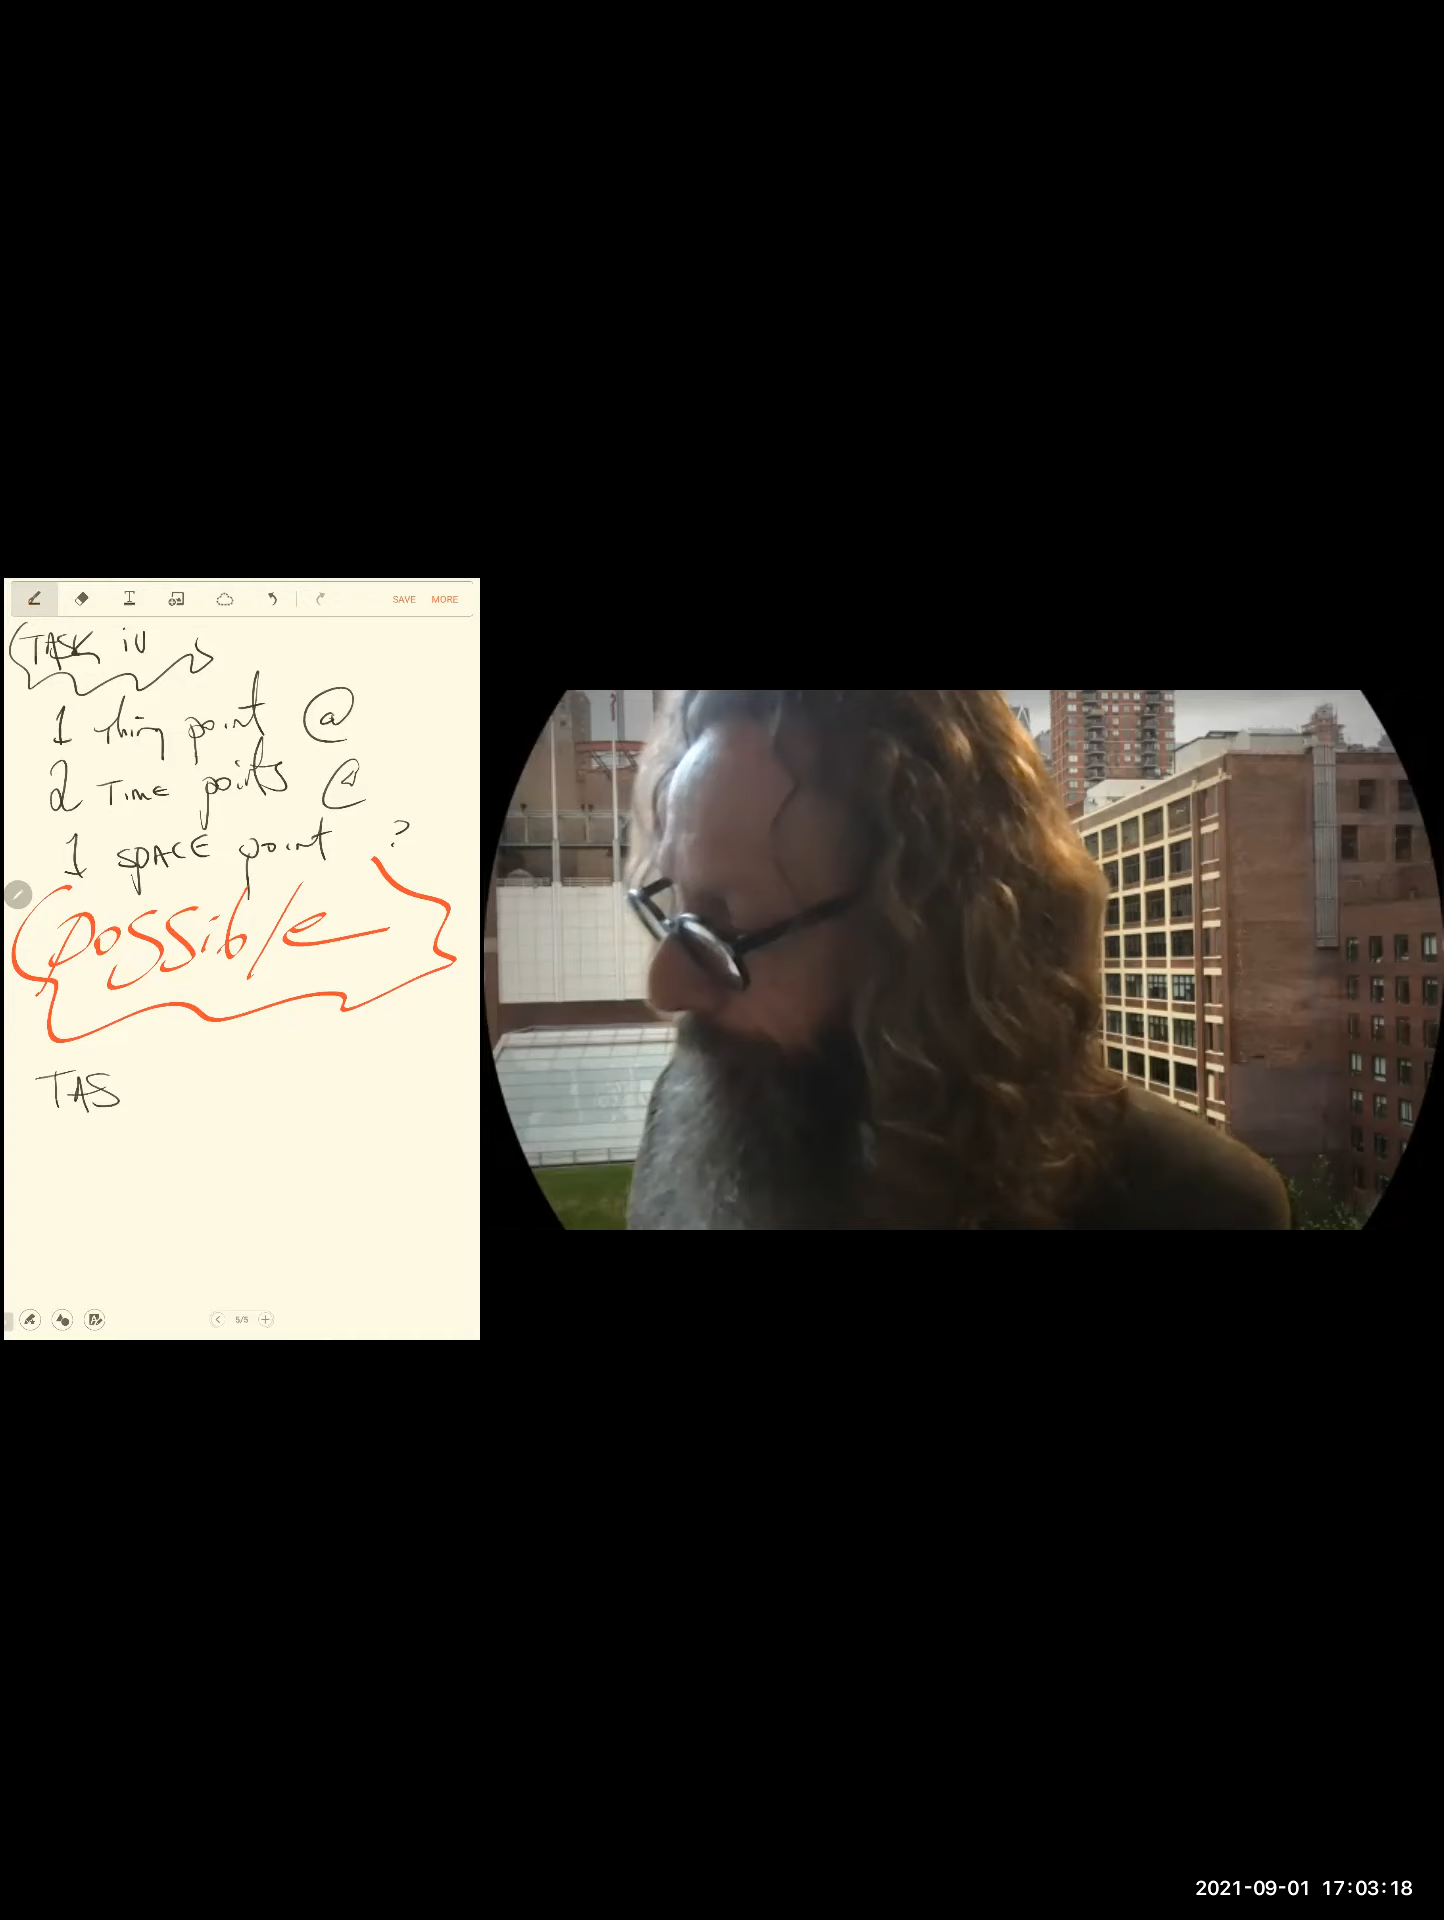 SAVE MORE
TASK iv
1 thing point @
2 TIME points @
1 SPACE point ?
possible
TAS
5/5
2021-09-01 17:03:18